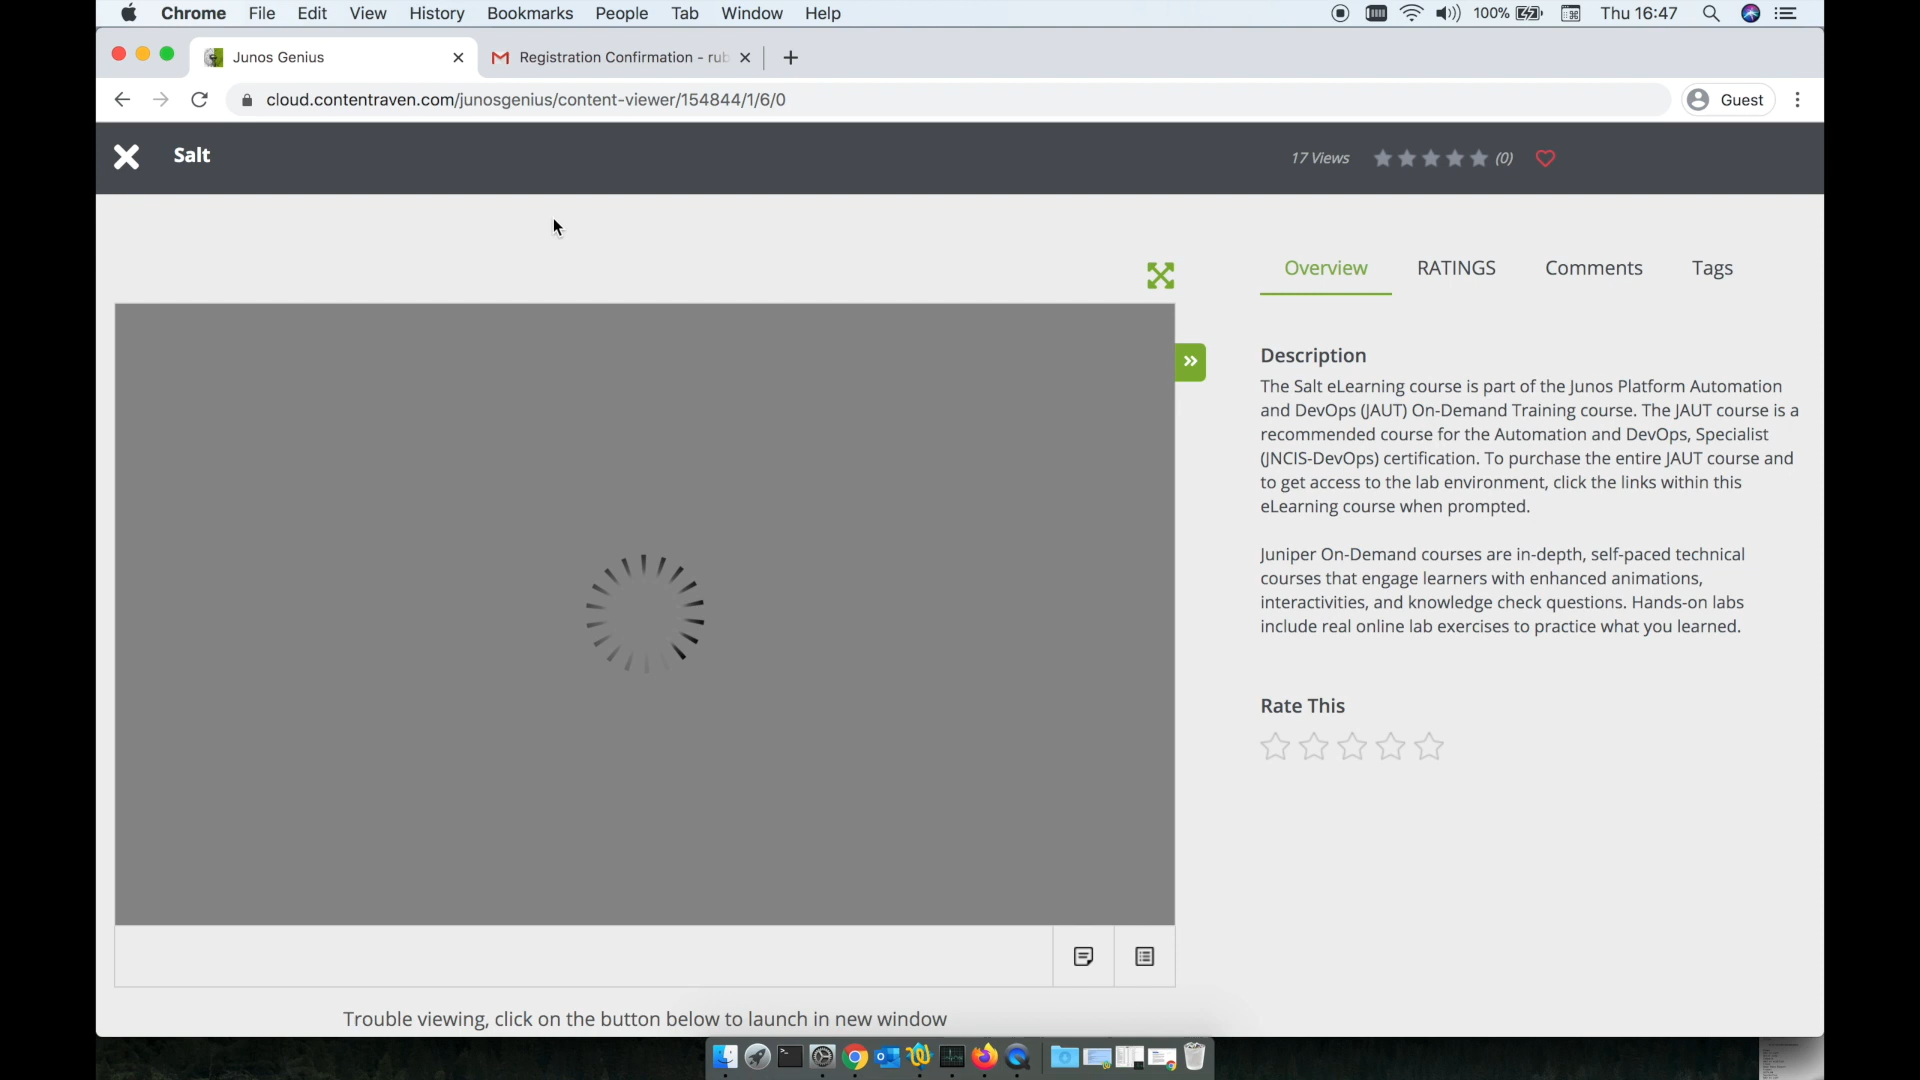 Chrome File Edit View History Bookmarks People Tab Window Help 100% Thu 16:47
Junos Genius Registration Confirmation - rub
cloud.contentraven.com/junosgenius/content-viewer/154844/1/6/0 Guest
Salt 17 Views (0)
Overview RATINGS Comments Tags
Description
The Salt eLearning course is part of the Junos Platform Automation
and DevOps (JAUT) On-Demand Training course. The JAUT course is a
recommended course for the Automation and DevOps, Specialist
(JNCIS-DevOps) certification. To purchase the entire JAUT course and
to get access to the lab environment, click the links within this
eLearning course when prompted.
Juniper On-Demand courses are in-depth, self-paced technical
courses that engage learners with enhanced animations,
interactivities, and knowledge check questions. Hands-on labs
include real online lab exercises to practice what you learned.
Rate This
Trouble viewing, click on the button below to launch in new window